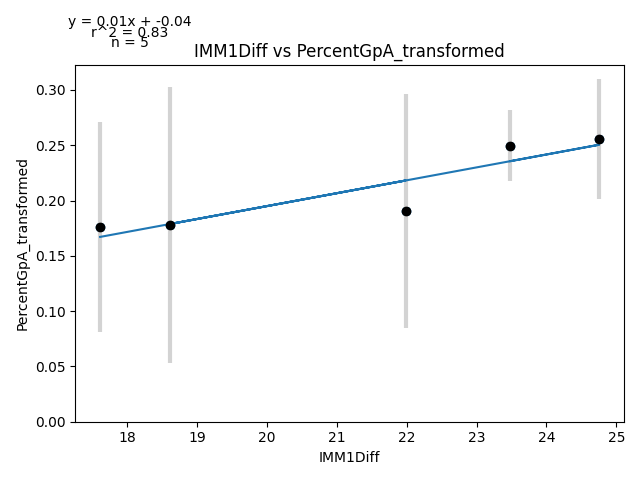 y = 0.01x + -0.04
r^2 = 0.83
n = 5
IMM1Diff vs PercentGpA_transformed
PercentGpA_transformed
0.30
0.25
0.20
0.15
0.10
0.05
0.00
18 19 20 21 22 23 24 25
IMM1Diff